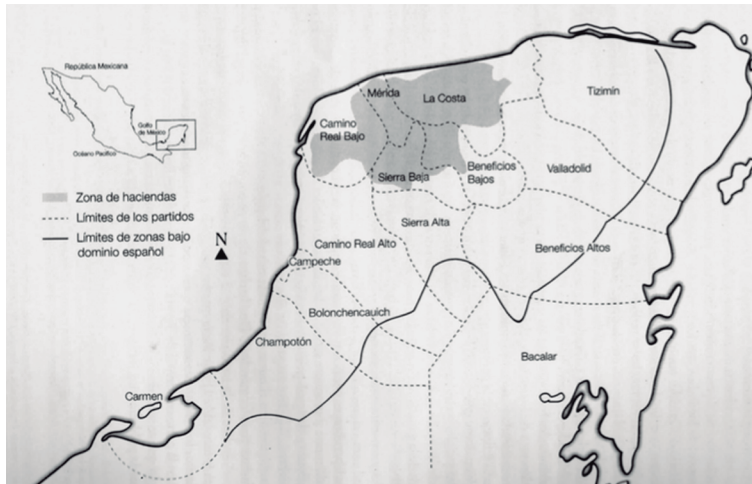 República Mexicana
Golfo
de México
Océano Pacífico
Zona de haciendas
Límites de los partidos
Límites de zonas bajo
dominio español
N
Mérida
La Costa
Tizimín
Camino
Real Bajo
Sierra Baja
Beneficios
Bajos
Valladolid
Sierra Alta
Camino Real Alto
Beneficios Altos
Campeche
Bolonchencauich
Champotón
Bacalar
Carmen